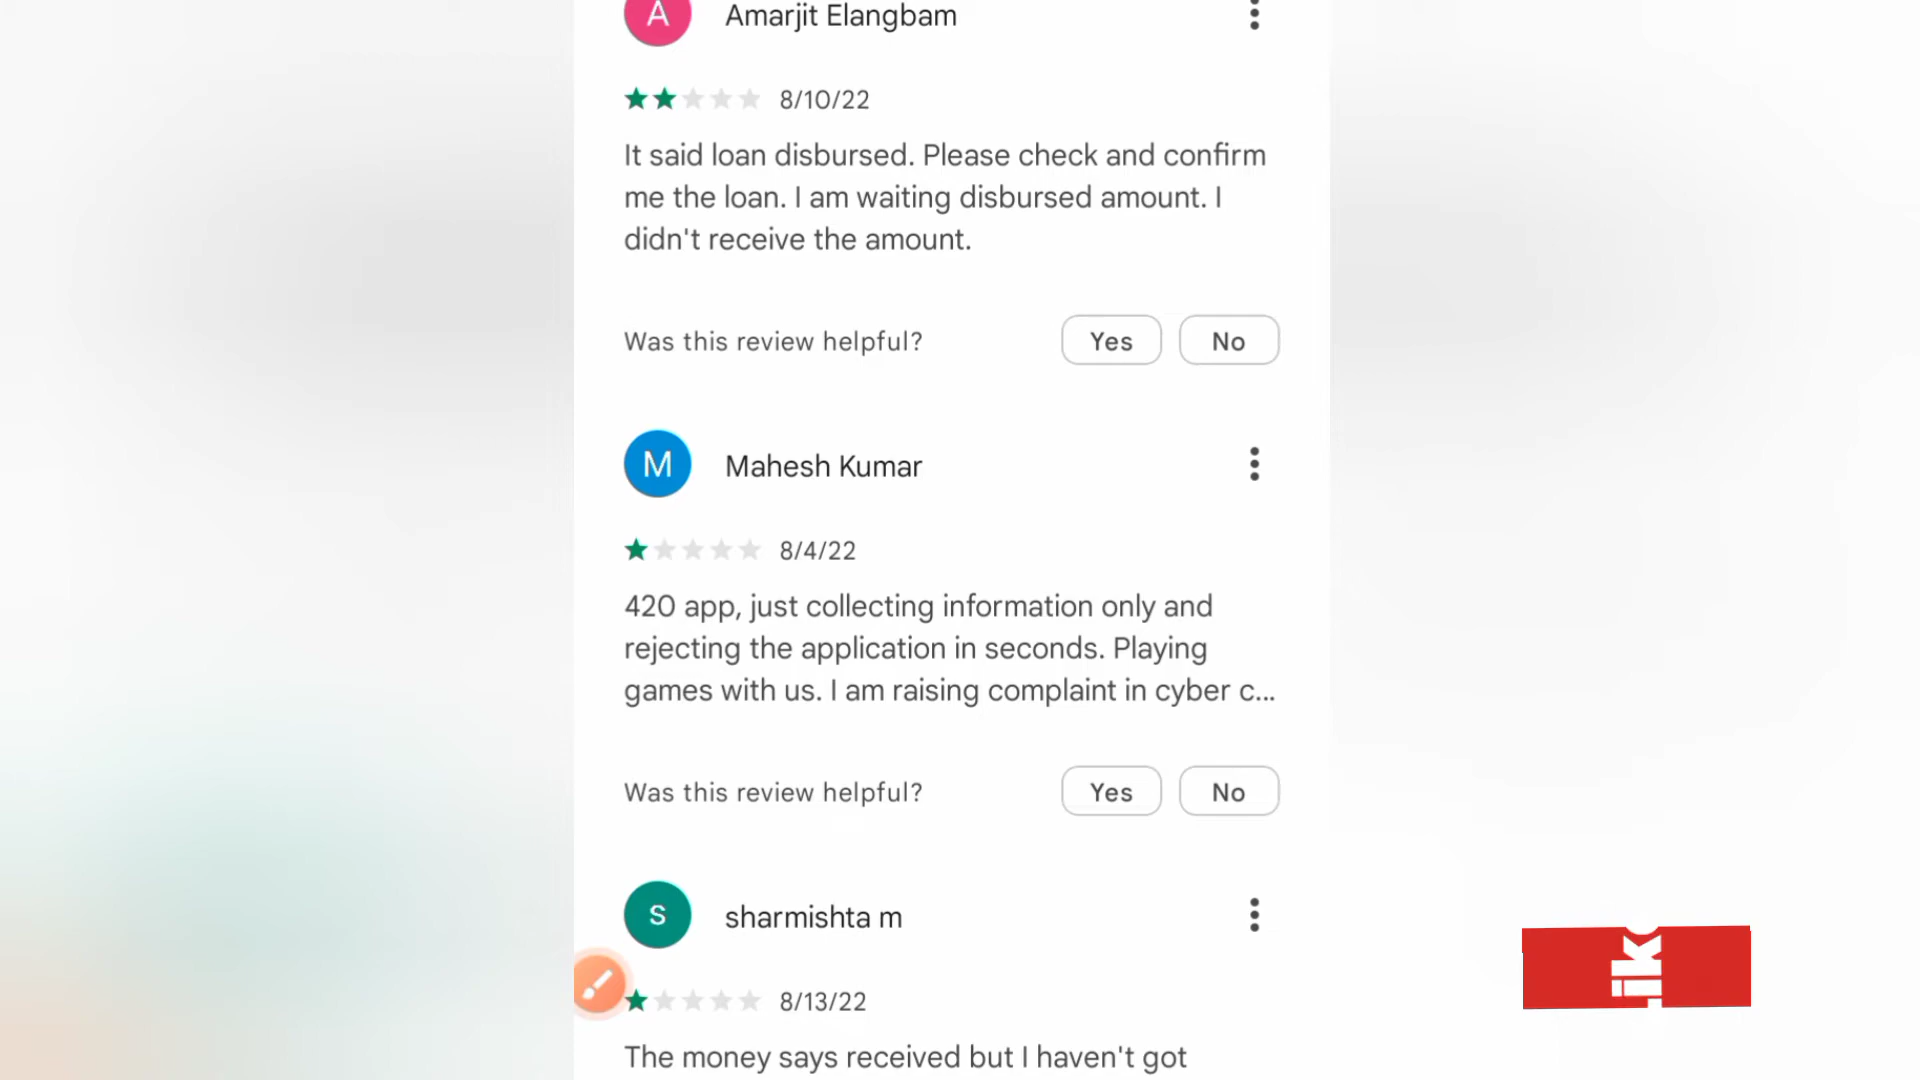 A
Amarjit Elangbam
8/10/22
It said loan disbursed. Please check and confirm
me the loan. I am waiting disbursed amount. I
didn't receive the amount.
Was this review helpful?
Yes
No
M
Mahesh Kumar
8/4/22
420 app, just collecting information only and
rejecting the application in seconds. Playing
games with us. I am raising complaint in cyber c...
Was this review helpful?
Yes
No
S
sharmishta m
8/13/22
The money says received but I haven't got